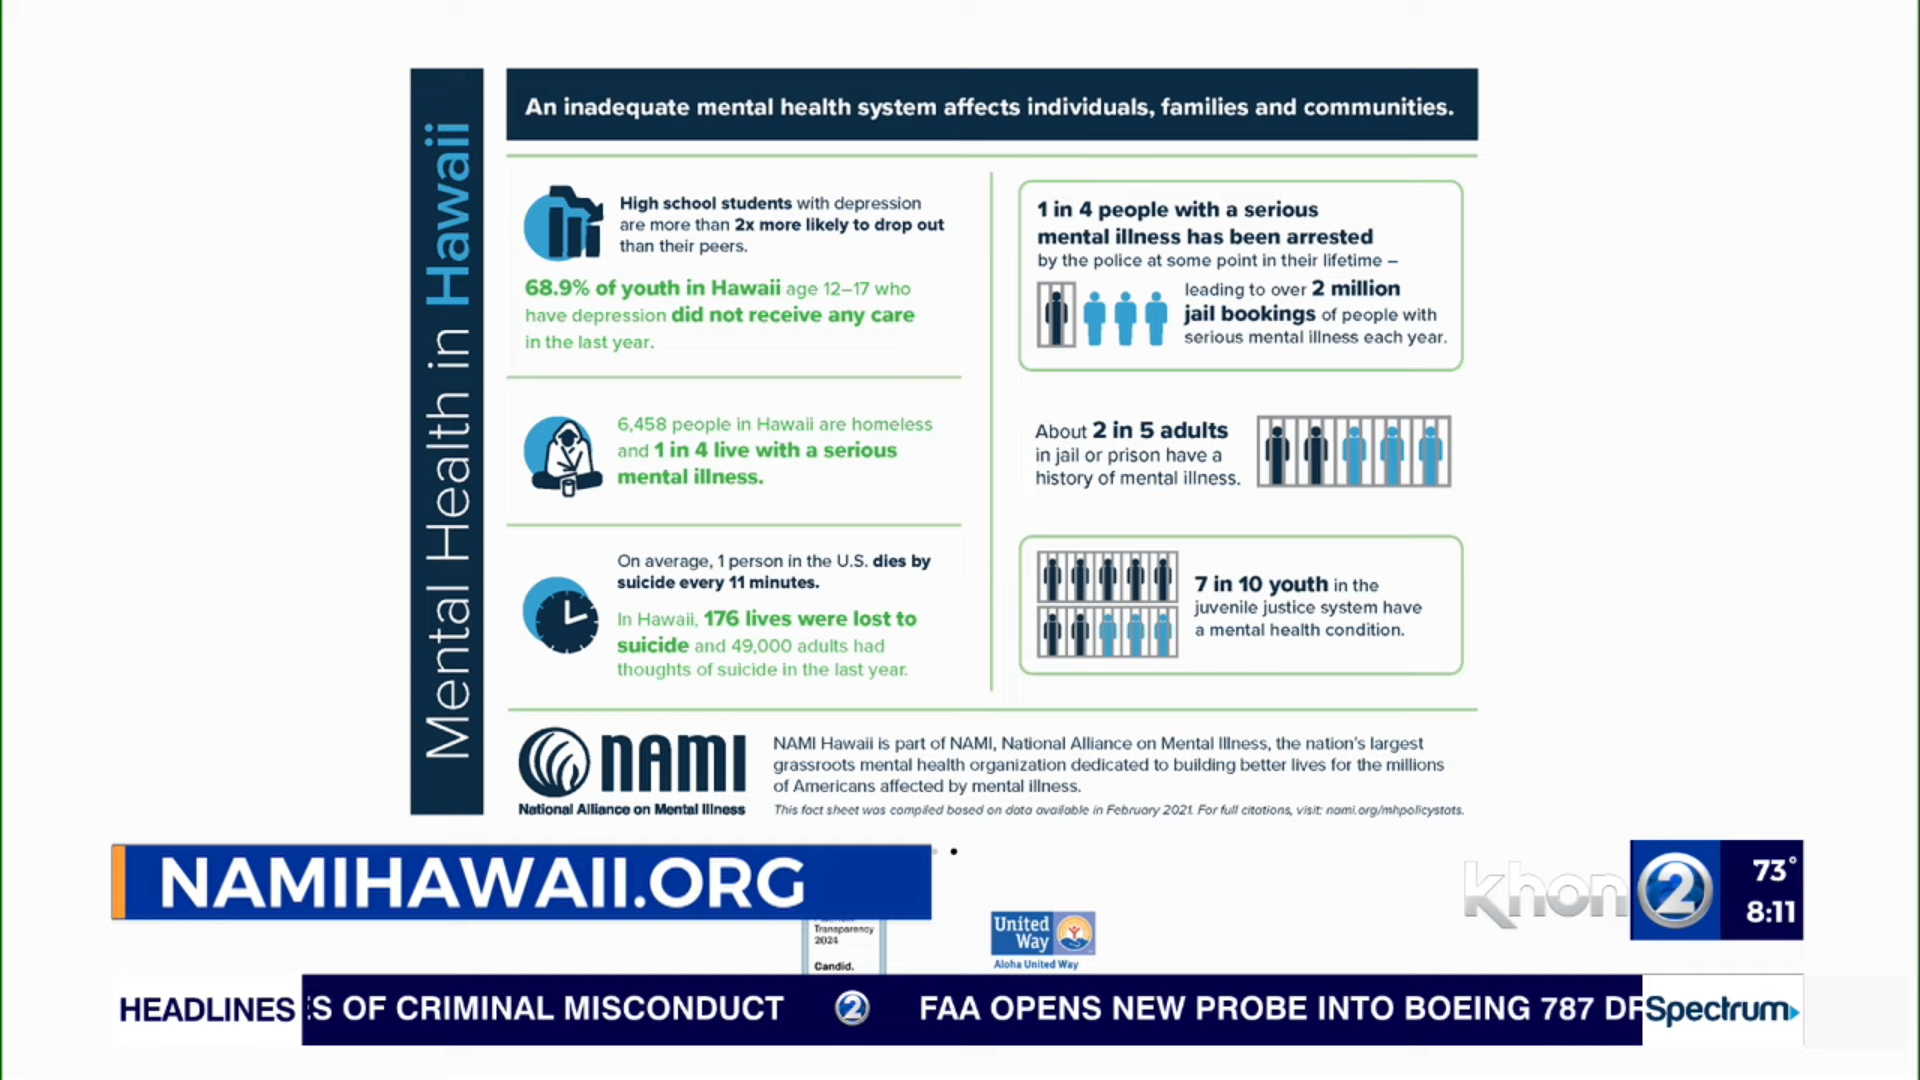 Mental Health in Hawaii
An inadequate mental health system affects individuals, families and communities.
High school students with depression
are more than 2x more likely to drop out
than their peers.
68.9% of youth in Hawaii age 12–17 who
have depression did not receive any care
in the last year.
6,458 people in Hawaii are homeless
and 1 in 4 live with a serious
mental illness.
On average, 1 person in the U.S. dies by
suicide every 11 minutes.
In Hawaii, 176 lives were lost to
suicide and 49,000 adults had
thoughts of suicide in the last year.
1 in 4 people with a serious
mental illness has been arrested
by the police at some point in their lifetime –
leading to over 2 million
jail bookings of people with
serious mental illness each year.
About 2 in 5 adults
in jail or prison have a
history of mental illness.
7 in 10 youth in the
juvenile justice system have
a mental health condition.
NAMI
National Alliance on Mental Illness
NAMI Hawaii is part of NAMI, National Alliance on Mental Illness, the nation's largest
grassroots mental health organization dedicated to building better lives for the millions
of Americans affected by mental illness.
This fact sheet was compiled based on data available in February 2021. For full citations, visit: nami.org/mhpolicystats.
NAMIHAWAII.ORG
khon 2
73°
8:11
Transparency
2024
Candid.
United
Way
Aloha United Way
HEADLINES
S OF CRIMINAL MISCONDUCT 2 FAA OPENS NEW PROBE INTO BOEING 787 DR
Spectrum